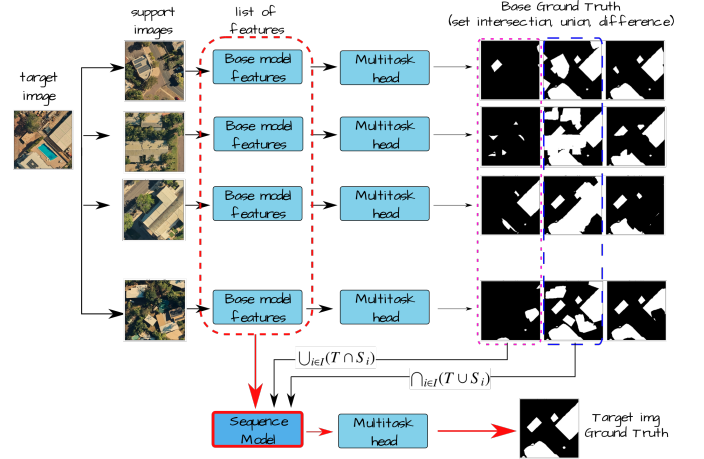 support
images
list of
features
Base Ground Truth
(set intersection, union, difference)
target
image
Base model
features
Multitask
head
Base model
features
Multitask
head
Base model
features
Multitask
head
Base model
features
Multitask
head
⋃i∈I(T ∩ Si)
⋂i∈I(T ∪ Si)
Sequence
Model
Multitask
head
Target img
Ground Truth